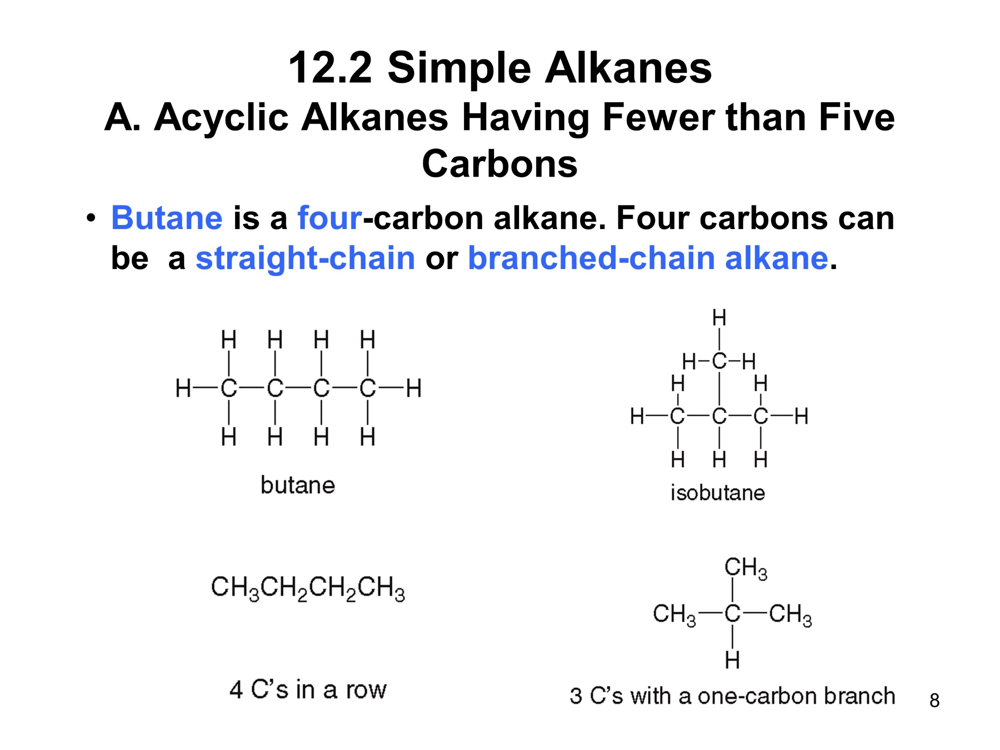 12.2 Simple Alkanes
A. Acyclic Alkanes Having Fewer than Five
Carbons
• Butane is a four-carbon alkane. Four carbons can
be a straight-chain or branched-chain alkane.
H H H H
H—C—C—C—C—H
H H H H
butane
H
H–C–H
H H
H—C—C—C—H
H H H
isobutane
CH₃CH₂CH₂CH₃
4 C’s in a row
CH₃
CH₃—C—CH₃
H
3 C’s with a one-carbon branch
8